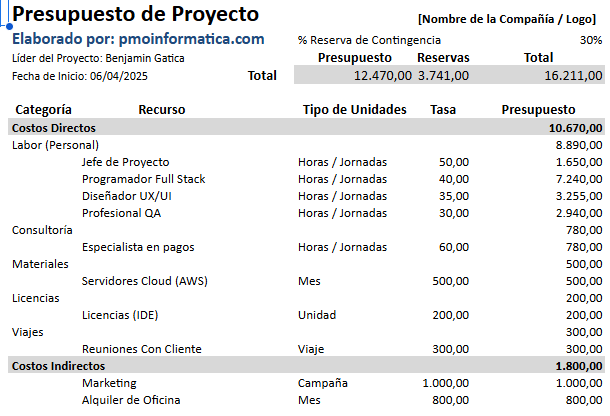 Presupuesto de Proyecto [Nombre de la Compañía / Logo]
Elaborado por: pmoinformatica.com % Reserva de Contingencia 30%
Líder del Proyecto: Benjamin Gatica Presupuesto Reservas Total
Fecha de Inicio: 06/04/2025 Total 12.470,00 3.741,00 16.211,00
Categoría Recurso Tipo de Unidades Tasa Presupuesto
Costos Directos 10.670,00
Labor (Personal) 8.890,00
Jefe de Proyecto Horas / Jornadas 50,00 1.650,00
Programador Full Stack Horas / Jornadas 40,00 7.240,00
Diseñador UX/UI Horas / Jornadas 35,00 3.255,00
Profesional QA Horas / Jornadas 30,00 2.940,00
Consultoría 780,00
Especialista en pagos Horas / Jornadas 60,00 780,00
Materiales 500,00
Servidores Cloud (AWS) Mes 500,00 500,00
Licencias 200,00
Licencias (IDE) Unidad 200,00 200,00
Viajes 300,00
Reuniones Con Cliente Viaje 300,00 300,00
Costos Indirectos 1.800,00
Marketing Campaña 1.000,00 1.000,00
Alquiler de Oficina Mes 800,00 800,00